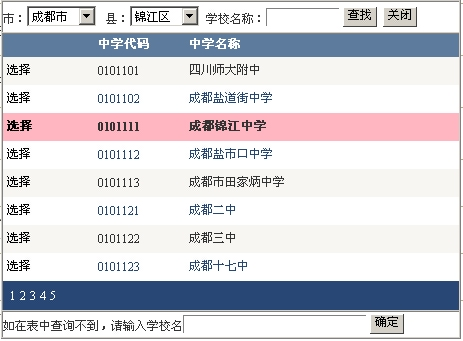 市： 成都市 县： 锦江区 学校名称： 查找 关闭
中学代码 中学名称
选择 0101101 四川师大附中
选择 0101102 成都盐道街中学
选择 0101111 成都锦江中学
选择 0101112 成都盐市口中学
选择 0101113 成都市田家炳中学
选择 0101121 成都二中
选择 0101122 成都三中
选择 0101123 成都十七中
1 2 3 4 5
如在表中查询不到，请输入学校名 确定